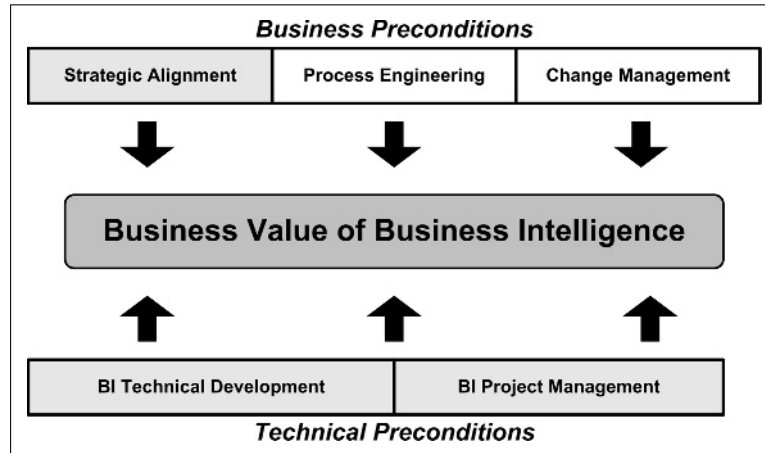 Business Preconditions
Strategic Alignment Process Engineering Change Management
Business Value of Business Intelligence
BI Technical Development BI Project Management
Technical Preconditions